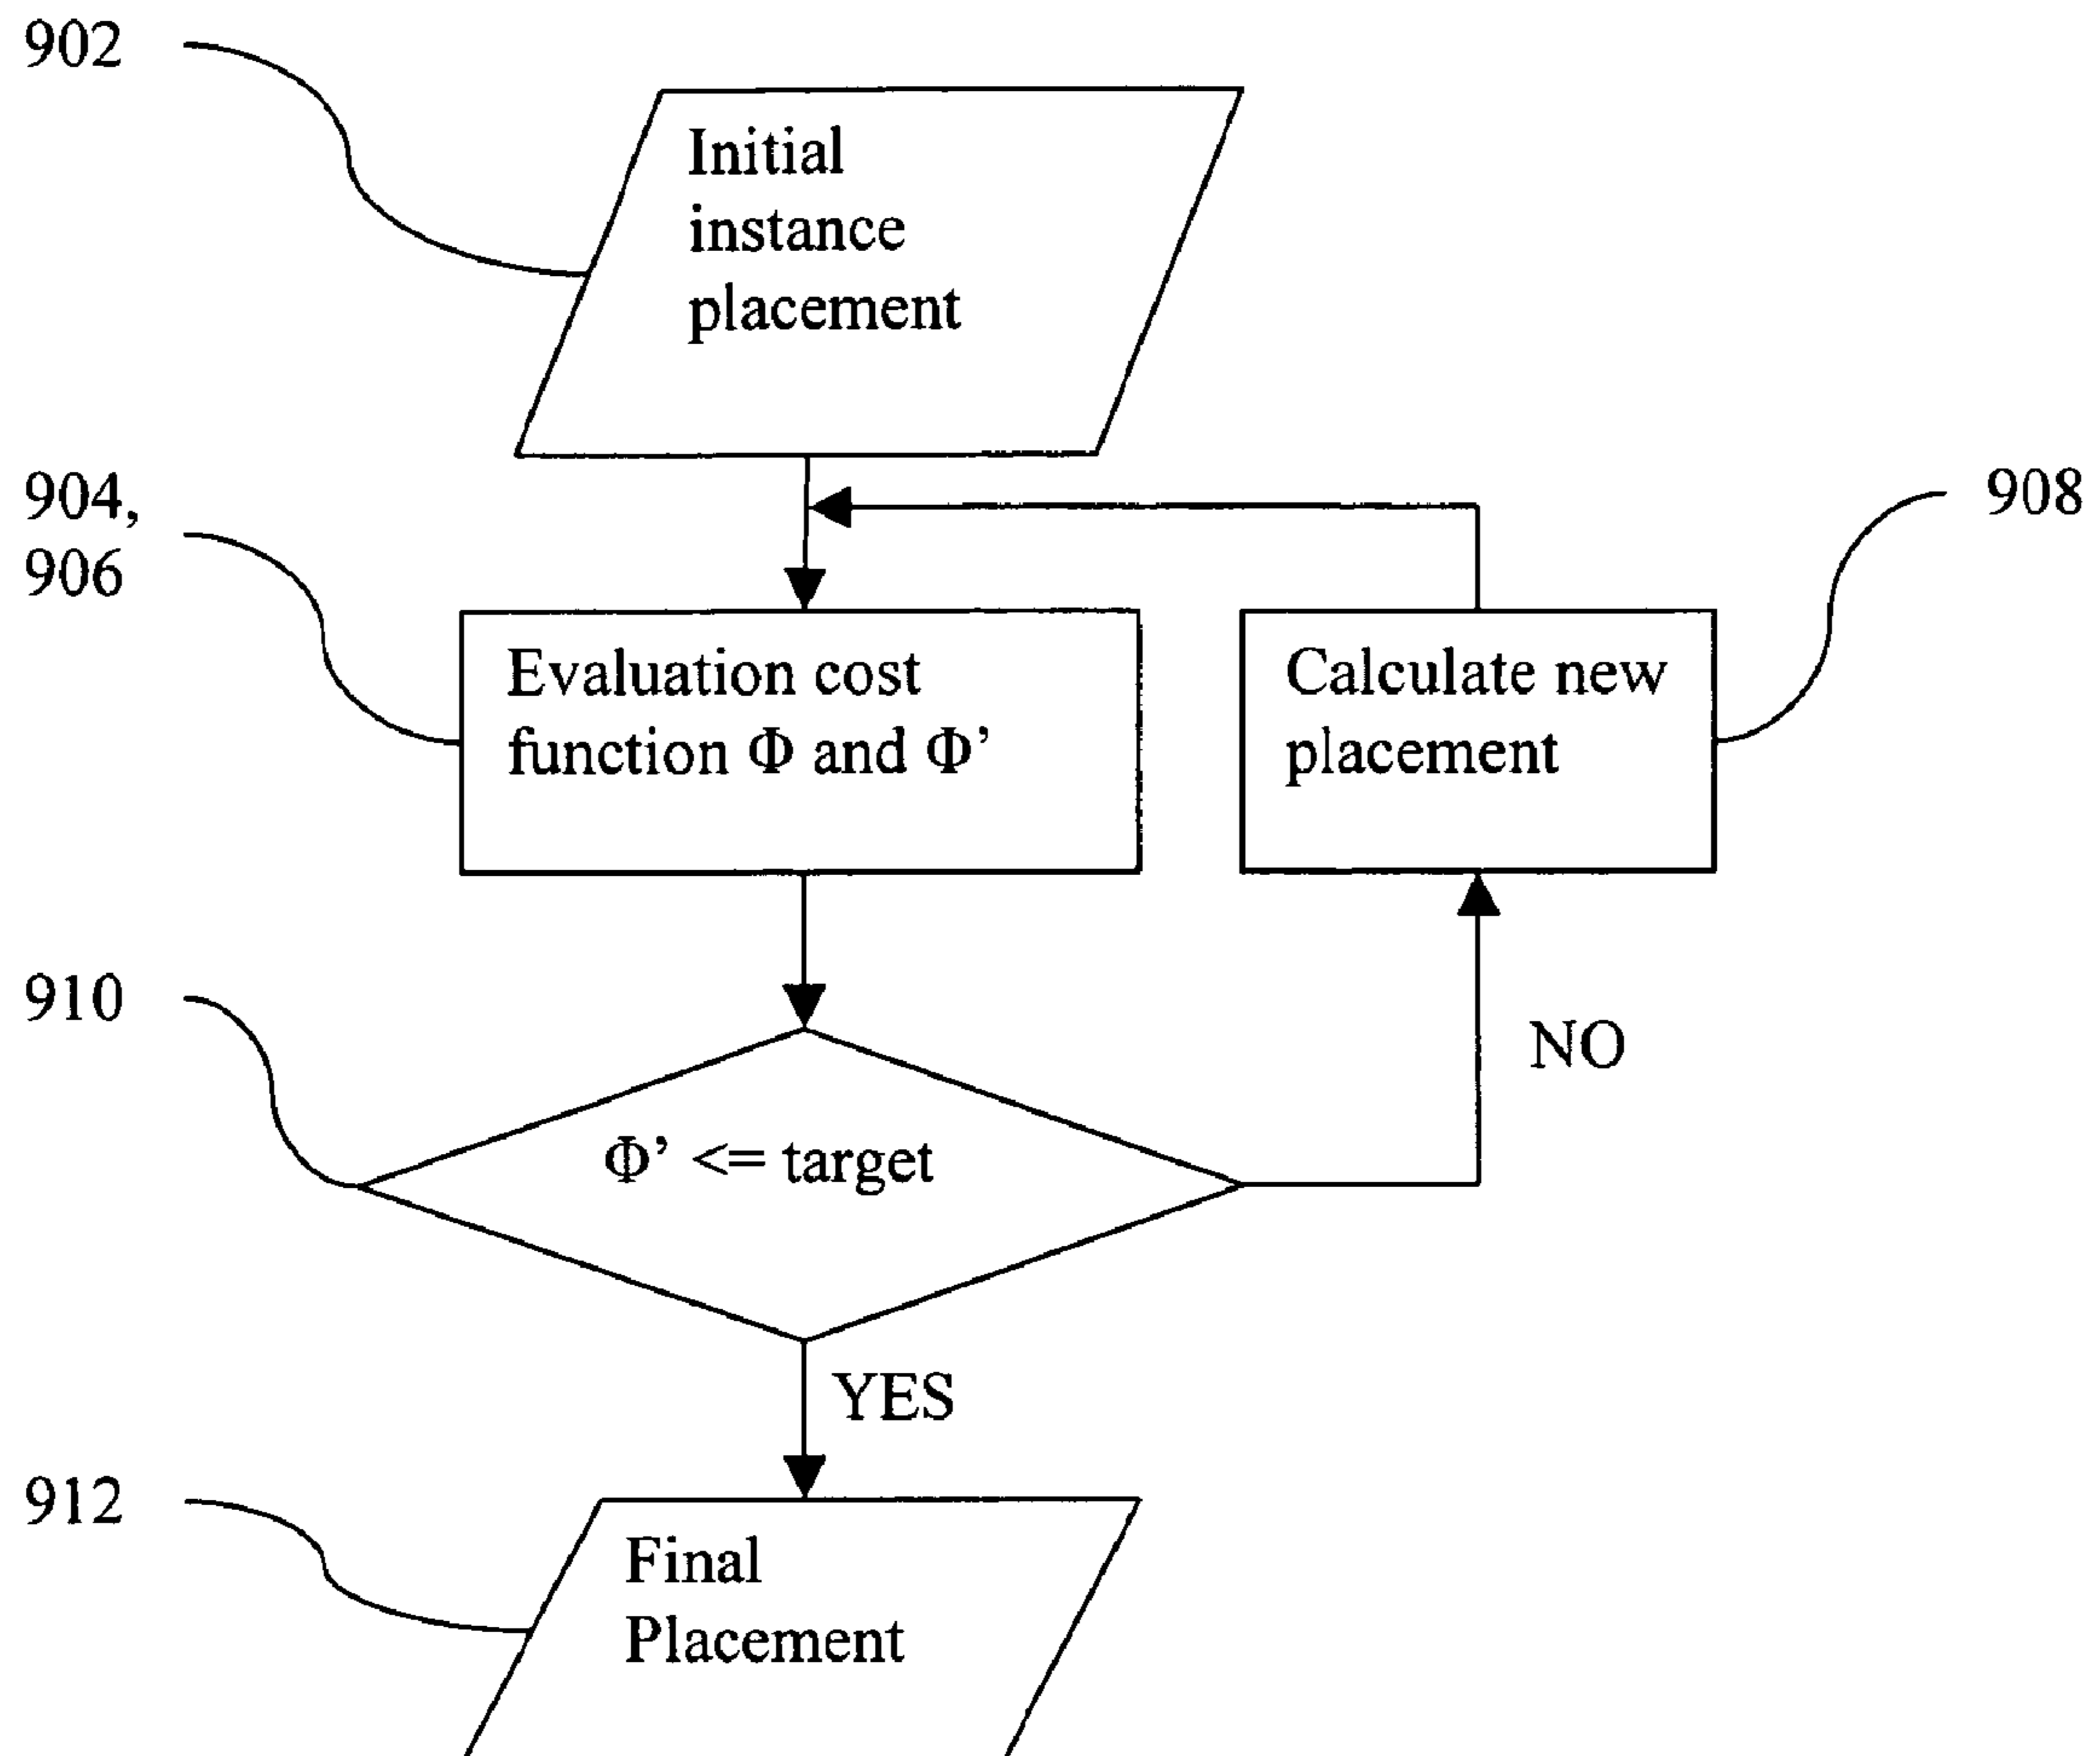 902
Initial
instance
placement
904,
906
908
Evaluation cost
function Φ and Φ’
Calculate new
placement
910
NO
Φ’ <= target
YES
912
Final
Placement